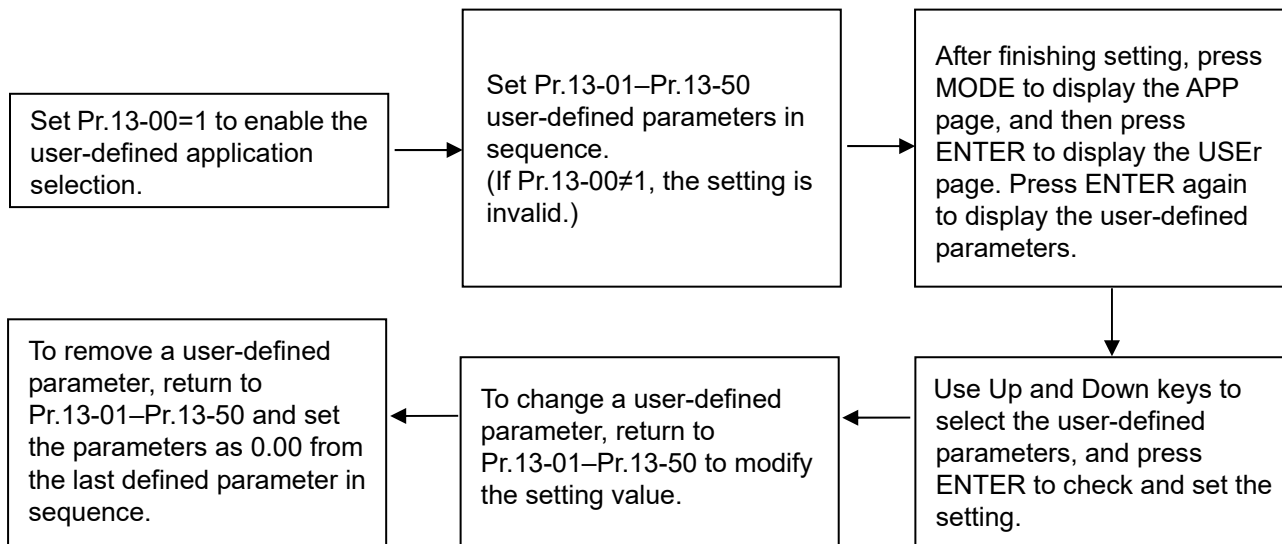 Set Pr.13-00=1 to enable the
user-defined application
selection.
Set Pr.13-01–Pr.13-50
user-defined parameters in
sequence.
(If Pr.13-00≠1, the setting is
invalid.)
After finishing setting, press
MODE to display the APP
page, and then press
ENTER to display the USEr
page. Press ENTER again
to display the user-defined
parameters.
Use Up and Down keys to
select the user-defined
parameters, and press
ENTER to check and set the
setting.
To change a user-defined
parameter, return to
Pr.13-01–Pr.13-50 to modify
the setting value.
To remove a user-defined
parameter, return to
Pr.13-01–Pr.13-50 and set
the parameters as 0.00 from
the last defined parameter in
sequence.